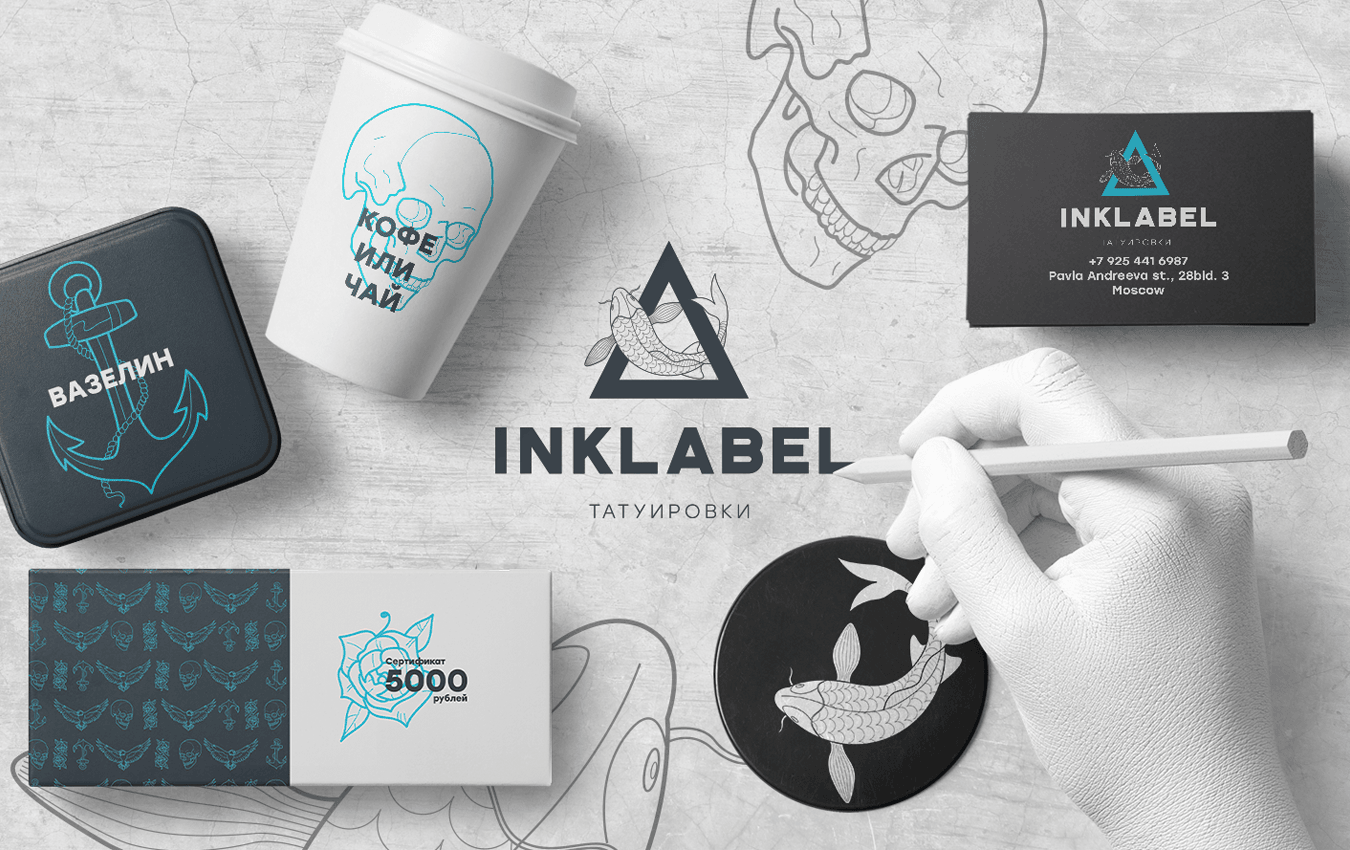 КОФЕ
ИЛИ
ЧАЙ
INKLABEL
ТАТУИРОВКИ
+7 925 441 6987
Pavla Andreeva st., 28bld. 3
Moscow
ВАЗЕЛИН
INKLABEL
ТАТУИРОВКИ
Сертификат
5000
рублей